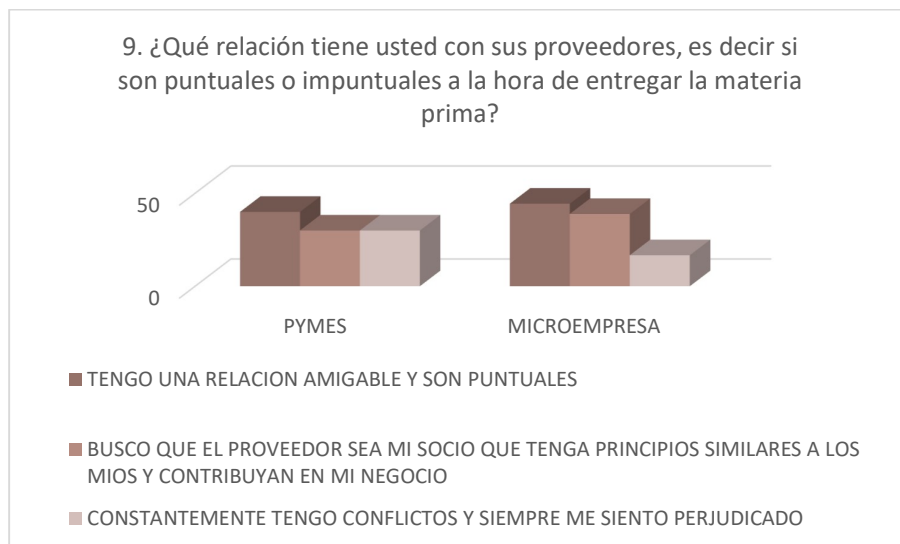 9. ¿Qué relación tiene usted con sus proveedores, es decir si
son puntuales o impuntuales a la hora de entregar la materia
prima?
50
0
PYMES
MICROEMPRESA
TENGO UNA RELACION AMIGABLE Y SON PUNTUALES
BUSCO QUE EL PROVEEDOR SEA MI SOCIO QUE TENGA PRINCIPIOS SIMILARES A LOS
MIOS Y CONTRIBUYAN EN MI NEGOCIO
CONSTANTEMENTE TENGO CONFLICTOS Y SIEMPRE ME SIENTO PERJUDICADO